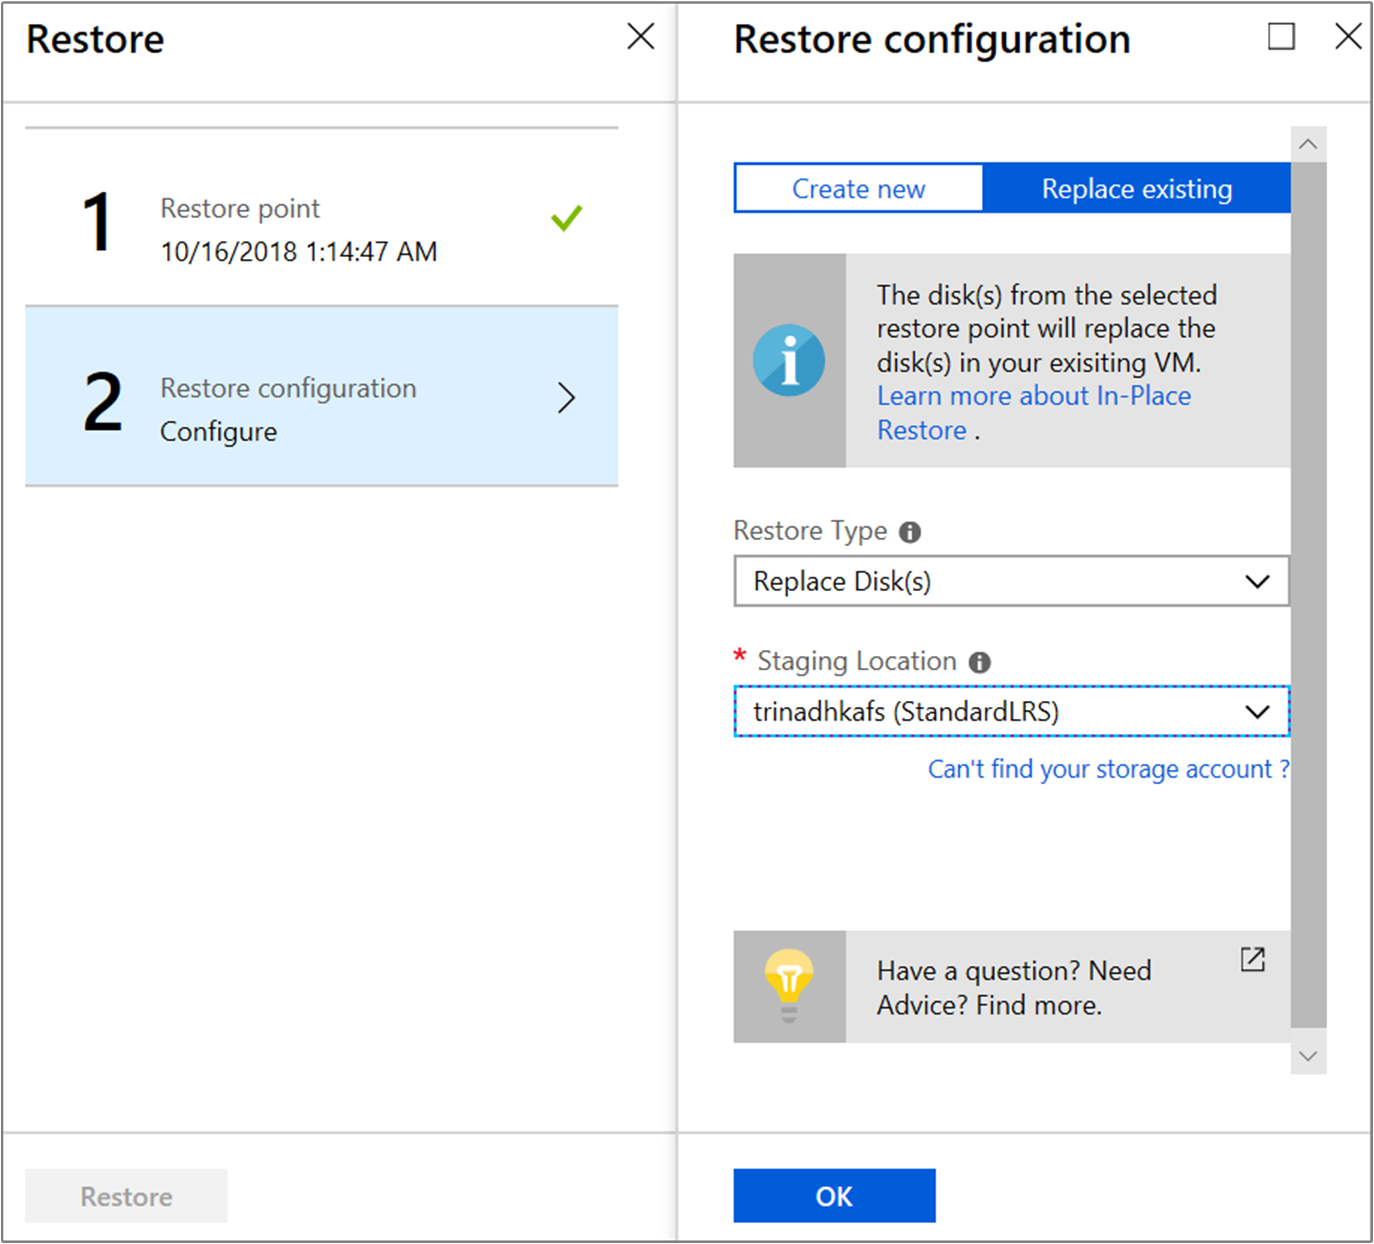 Restore
1
Restore point
10/16/2018 1:14:47 AM
2
Restore configuration
Configure
Restore
Restore configuration
Create new
Replace existing
The disk(s) from the selected
restore point will replace the
disk(s) in your exisiting VM.
Learn more about In-Place
Restore .
Restore Type
Replace Disk(s)
* Staging Location
trinadhkafs (StandardLRS)
Can't find your storage account ?
Have a question? Need
Advice? Find more.
OK